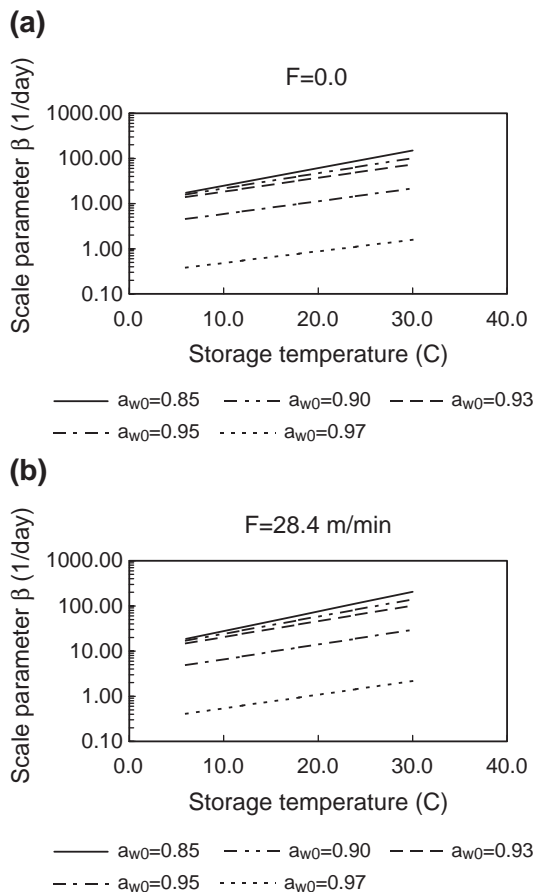 (a)
F=0.0
Scale parameter β (1/day)
1000.00
100.00
10.00
1.00
0.10
0.0 10.0 20.0 30.0 40.0
Storage temperature (C)
aw0=0.85 aw0=0.90 aw0=0.93
aw0=0.95 aw0=0.97
(b)
F=28.4 m/min
Scale parameter β (1/day)
1000.00
100.00
10.00
1.00
0.10
0.0 10.0 20.0 30.0 40.0
Storage temperature (C)
aw0=0.85 aw0=0.90 aw0=0.93
aw0=0.95 aw0=0.97